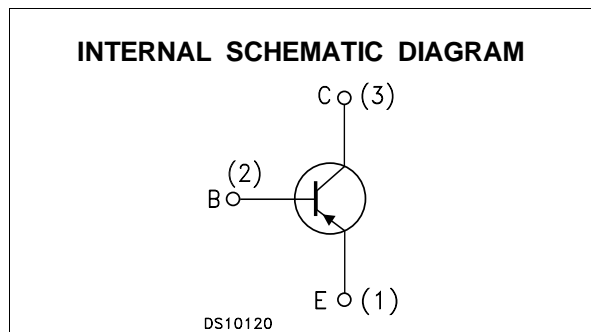 INTERNAL SCHEMATIC DIAGRAM
C (3)
(2)
B
E (1)
DS10120